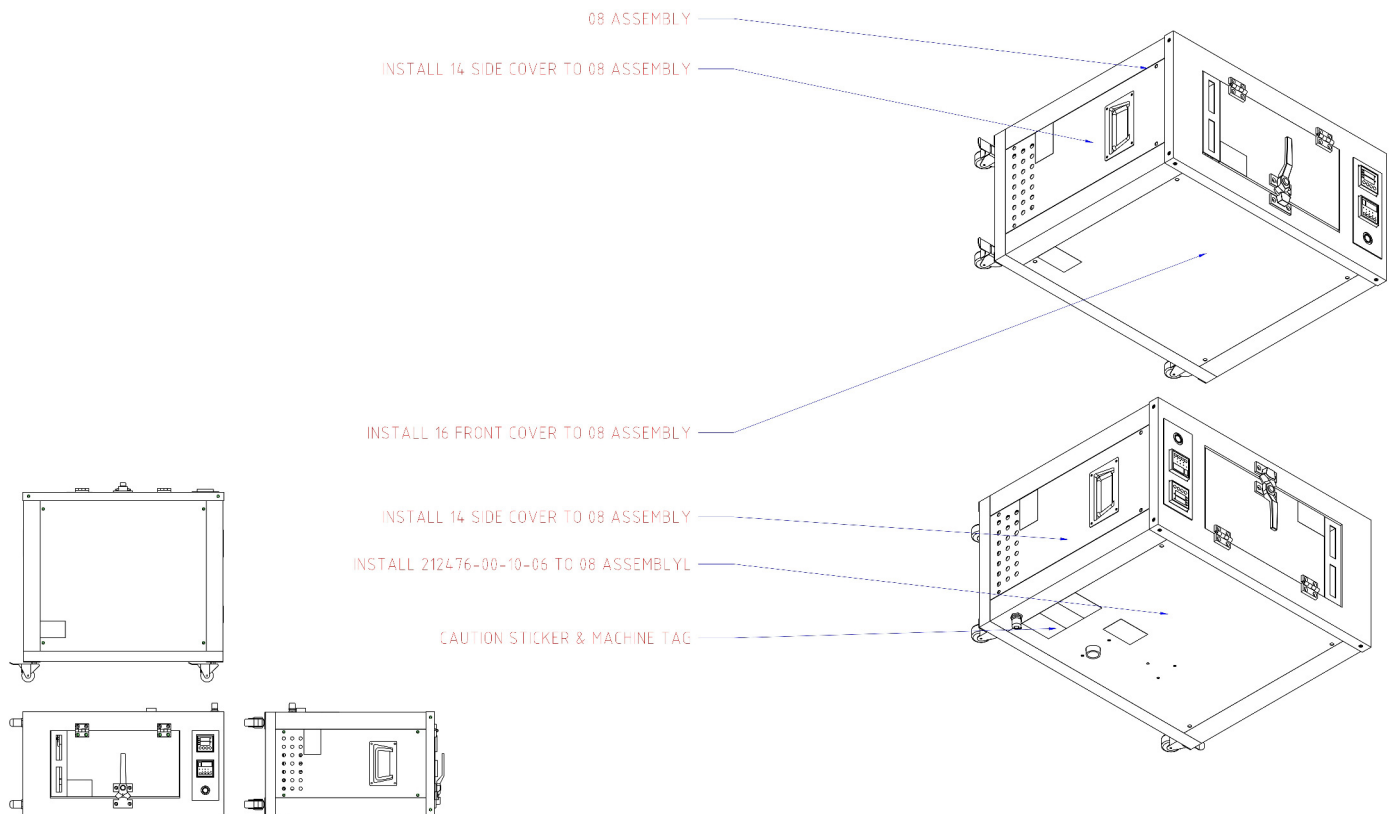 08 ASSEMBLY
INSTALL 14 SIDE COVER TO 08 ASSEMBLY
INSTALL 16 FRONT COVER TO 08 ASSEMBLY
INSTALL 14 SIDE COVER TO 08 ASSEMBLY
INSTALL 212476-00-10-06 TO 08 ASSEMBLYL
CAUTION STICKER & MACHINE TAG